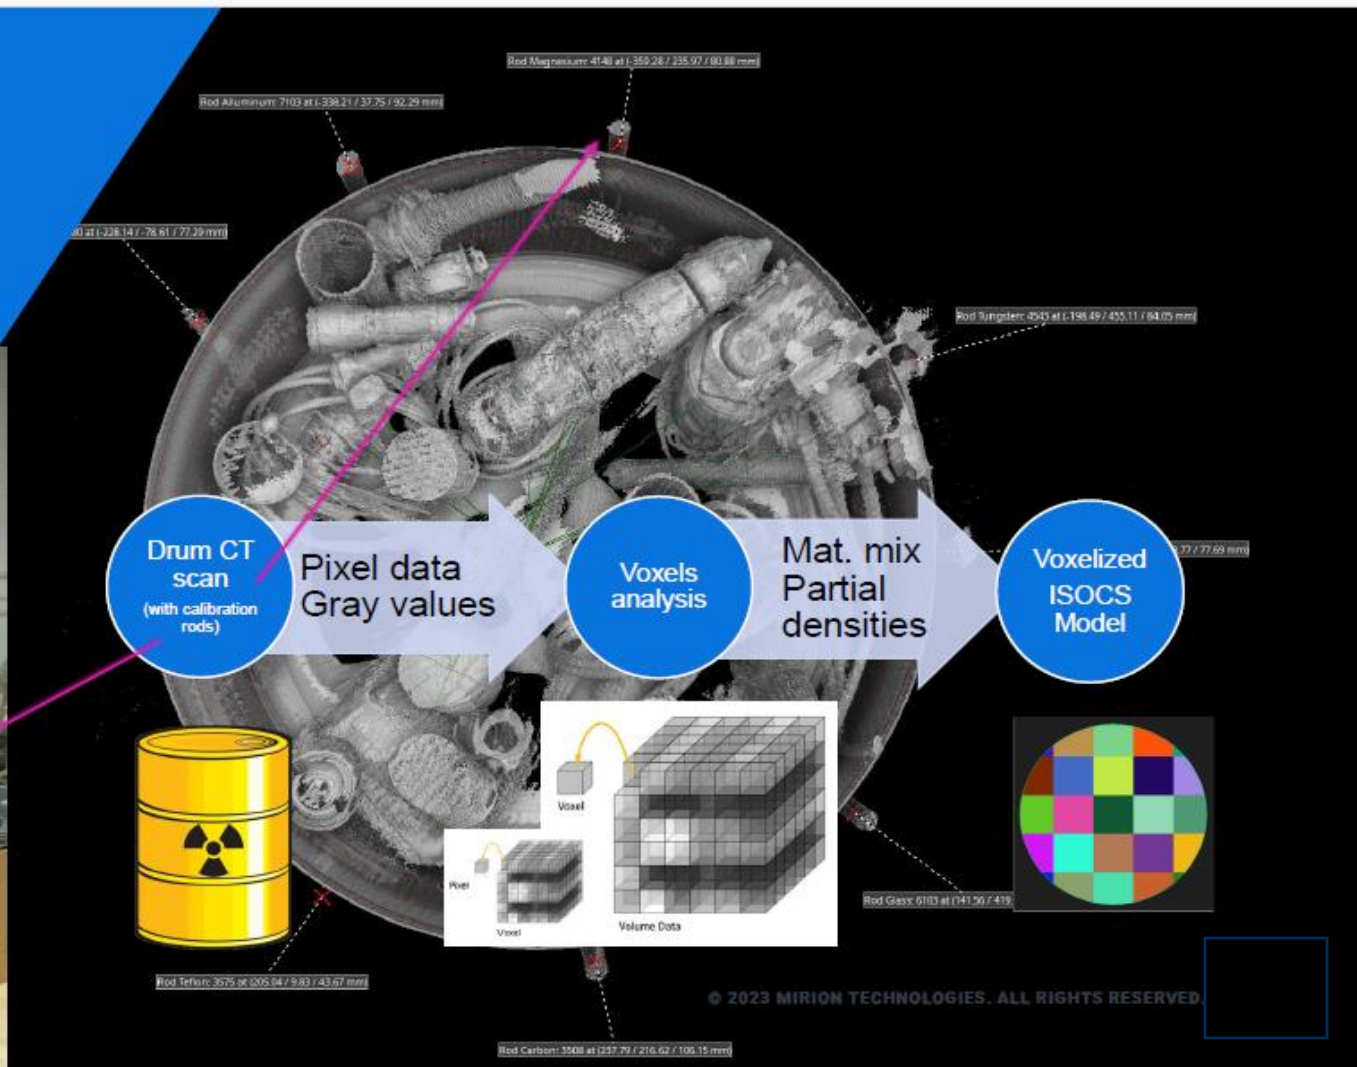 Rod Magnesium: 4148 at (-359.28 / 235.97 / 80.88 mm)
Rod Alluminum: 7103 at (-338.21 / 37.75 / 92.29 mm)
at (-228.14 / -78.61 / 77.29 mm)
Rod Tungsten: 4543 at (-198.49 / 455.11 / 84.05 mm)
Drum CT
scan
(with calibration
rods)
Pixel data
Gray values
Voxels
analysis
Mat. mix
Partial
densities
Voxelized
ISOCS
Model
/ 77.69 mm)
Voxel
Pixel
Voxel
Volume Data
Rod Glass: 6103 at (141.56 / 419
Rod Teflon: 3575 at (205.04 / 9.83 / 43.67 mm)
© 2023 MIRION TECHNOLOGIES. ALL RIGHTS RESERVED.
Rod Carbon: 3508 at (237.79 / 216.62 / 106.15 mm)